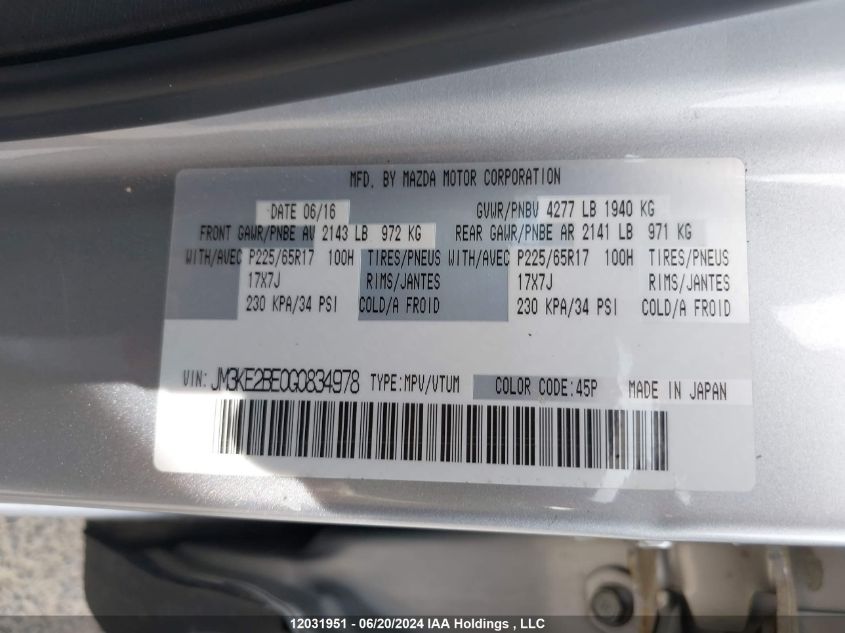 MFD. BY MAZDA MOTOR CORPORATION
DATE 06/16 GVWR/PNBV 4277 LB 1940 KG
FRONT GAWR/PNBE AV 2143 LB 972 KG REAR GAWR/PNBE AR 2141 LB 971 KG
WITH/AVEC P225/65R17 100H TIRES/PNEUS WITH/AVEC P225/65R17 100H TIRES/PNEUS
17X7J RIMS/JANTES 17X7J RIMS/JANTES
230 KPA/34 PSI COLD/A FROID 230 KPA/34 PSI COLD/A FROID
VIN: JM3KE2BE0G0834978 TYPE:MPV/VTUM COLOR CODE:45P MADE IN JAPAN
12031951 - 06/20/2024 IAA Holdings , LLC